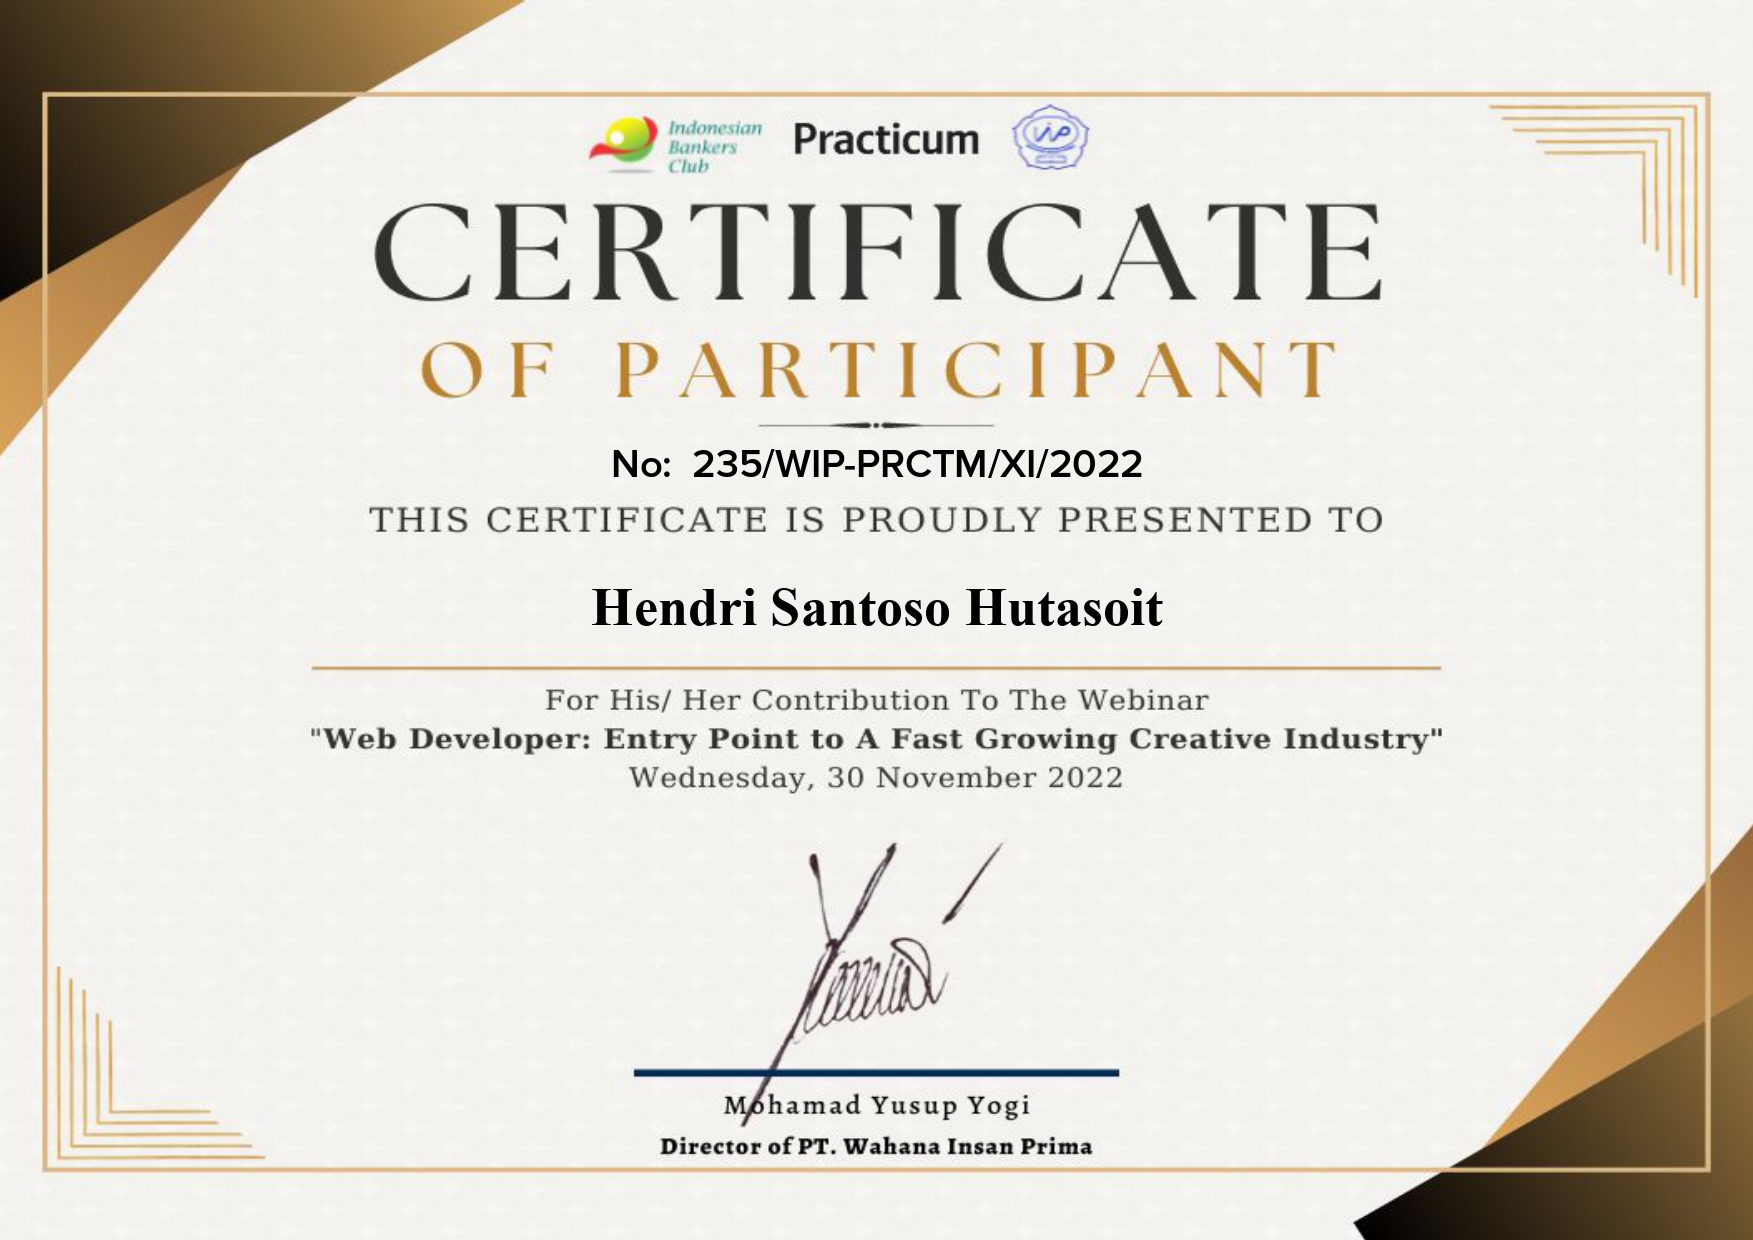 Indonesian
Bankers
Club
Practicum
WIP
CERTIFICATE
OF PARTICIPANT
No: 235/WIP-PRCTM/XI/2022
THIS CERTIFICATE IS PROUDLY PRESENTED TO
Hendri Santoso Hutasoit
For His/ Her Contribution To The Webinar
"Web Developer: Entry Point to A Fast Growing Creative Industry"
Wednesday, 30 November 2022
Mohamad Yusup Yogi
Director of PT. Wahana Insan Prima